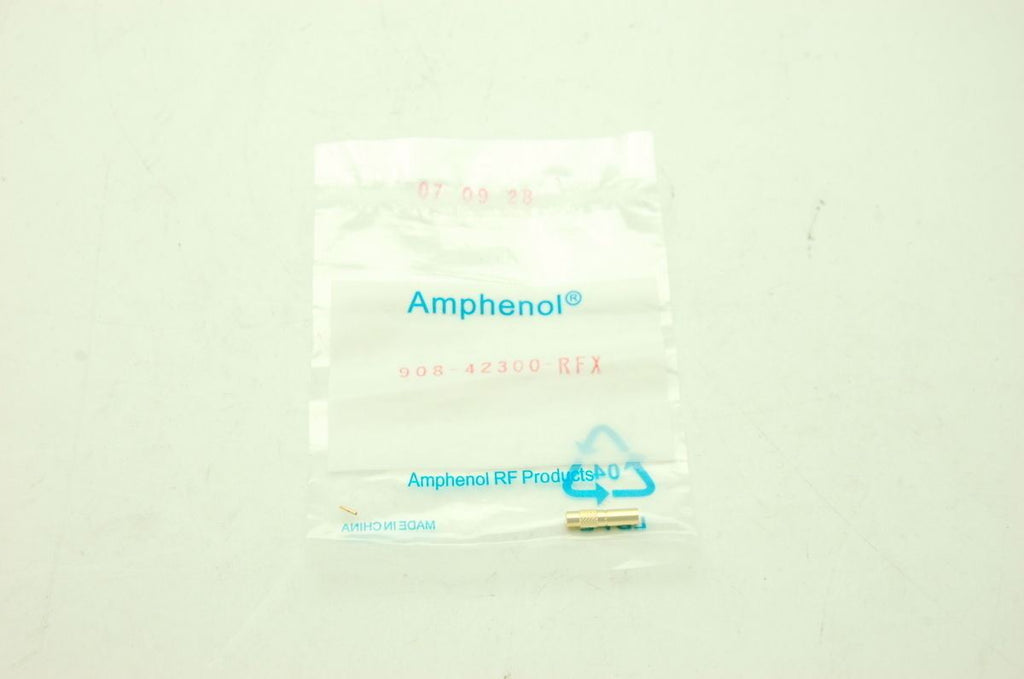 07 09 28
Amphenol®
908-42300-RFX
04
Amphenol RF Products
MADE IN CHINA